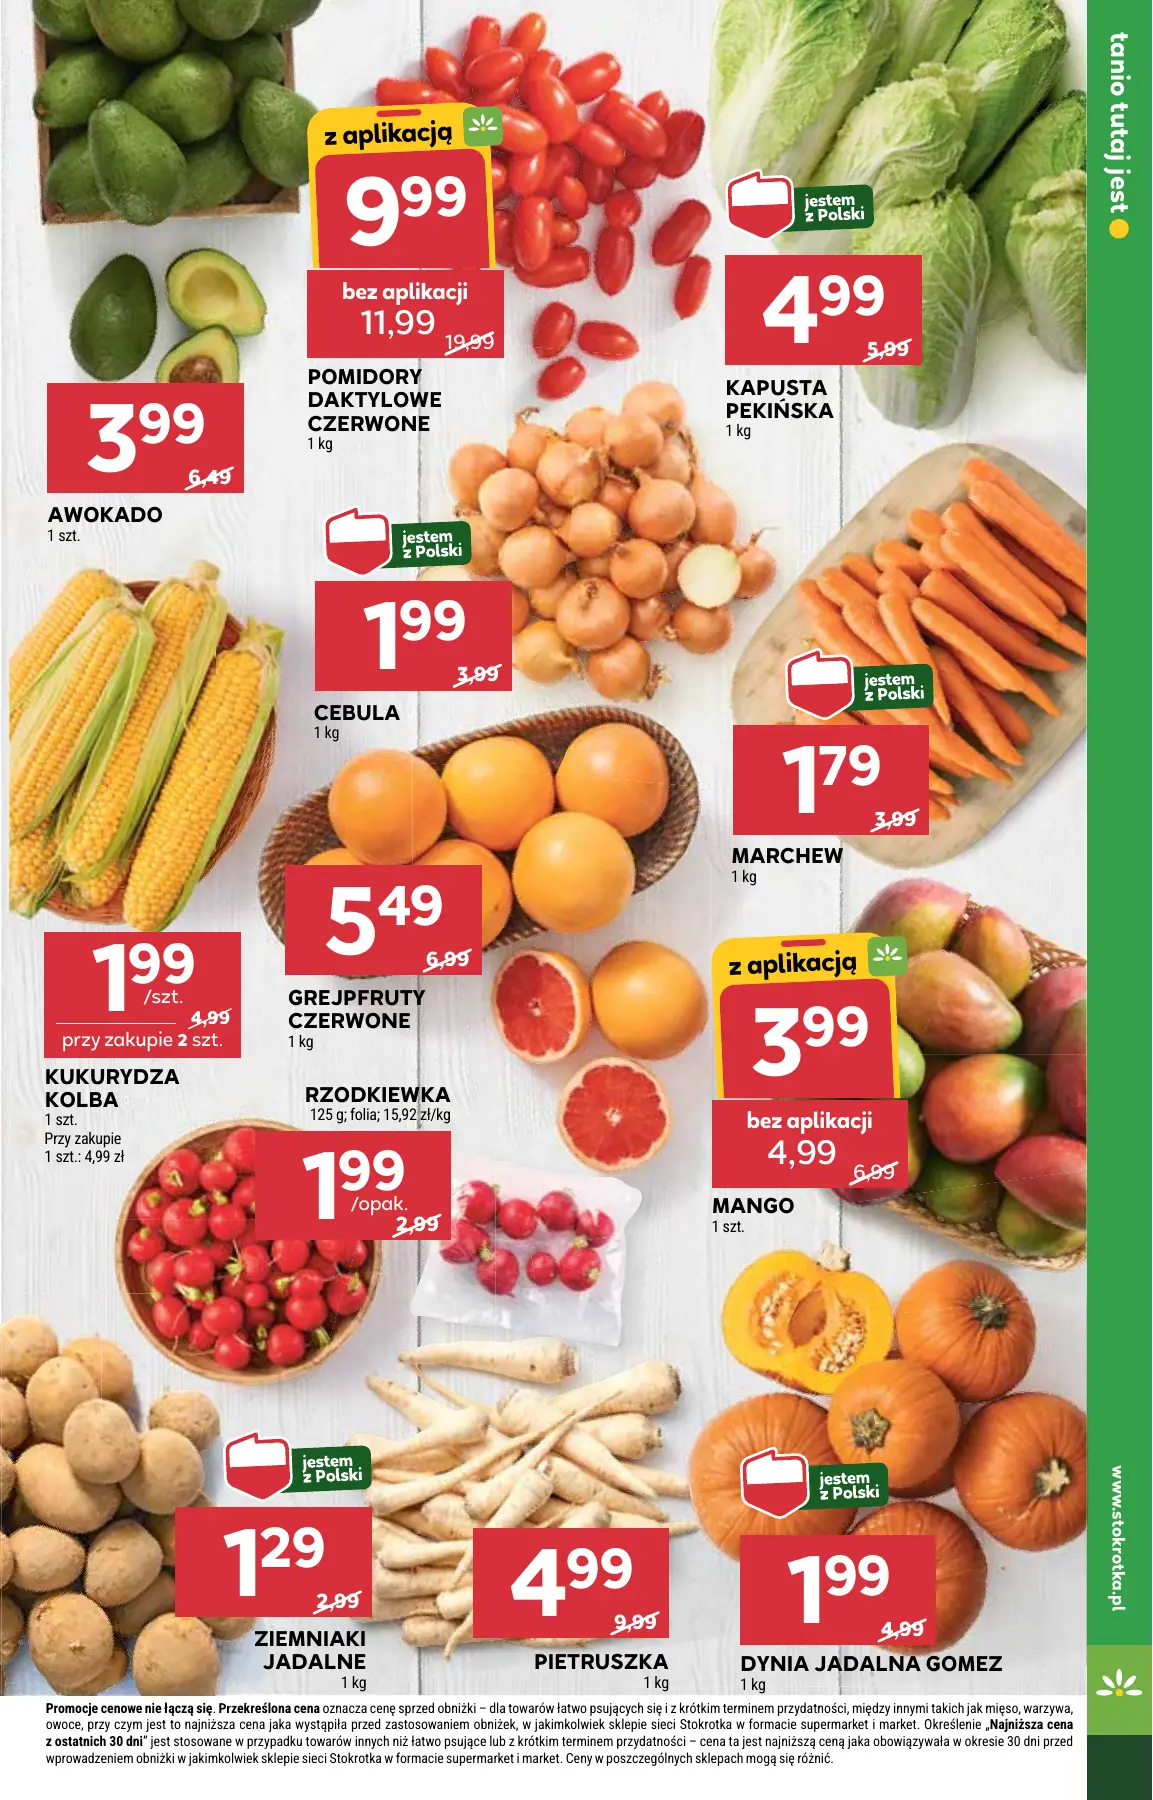 tanio tutaj jest
z aplikacją
9 99
bez aplikacji
11,99
19,99
POMIDORY
DAKTYLOWE
CZERWONE
1 kg
jestem
z Polski
4 99
5,99
KAPUSTA
PEKIŃSKA
1 kg
3 99
6,49
AWOKADO
1 szt.
jestem
z Polski
1 99
3,99
CEBULA
1 kg
jestem
z Polski
1 79
3,99
MARCHEW
1 kg
5 49
6,99
GREJPFRUTY
CZERWONE
1 kg
1 99
/szt.
4,99
przy zakupie 2 szt.
KUKURYDZA
KOLBA
1 szt.
Przy zakupie
1 szt.: 4,99 zł
z aplikacją
3 99
bez aplikacji
4,99
6,99
MANGO
1 szt.
RZODKIEWKA
125 g; folia; 15,92 zł/kg
1 99
/opak.
2,99
jestem
z Polski
1 29
2,99
ZIEMNIAKI
JADALNE
1 kg
4 99
9,99
PIETRUSZKA
1 kg
jestem
z Polski
1 99
4,99
DYNIA JADALNA GOMEZ
1 kg
www.stokrotka.pl
Promocje cenowe nie łączą się. Przekreślona cena oznacza cenę sprzed obniżki – dla towarów łatwo psujących się i z krótkim terminem przydatności, między innymi takich jak mięso, warzywa,
owoce, przy czym jest to najniższa cena jaka wystąpiła przed zastosowaniem obniżek, w jakimkolwiek sklepie sieci Stokrotka w formacie supermarket i market. Określenie „Najniższa cena
z ostatnich 30 dni” jest stosowane w przypadku towarów innych niż łatwo psujące lub z krótkim terminem przydatności – cena ta jest najniższą ceną jaka obowiązywała w okresie 30 dni przed
wprowadzeniem obniżki w jakimkolwiek sklepie sieci Stokrotka w formacie supermarket i market. Ceny w poszczególnych sklepach mogą się różnić.